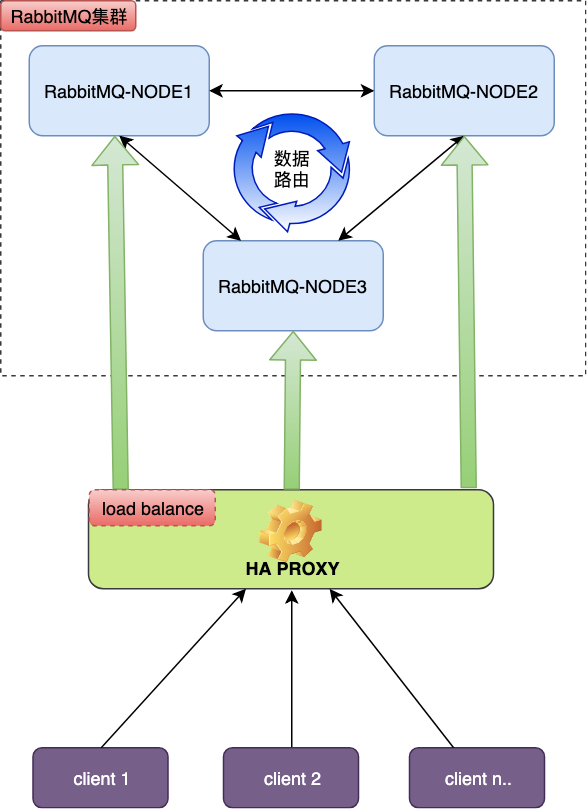 RabbitMQ集群
RabbitMQ-NODE1
RabbitMQ-NODE2
数据
路由
RabbitMQ-NODE3
load balance
HA PROXY
client 1
client 2
client n..